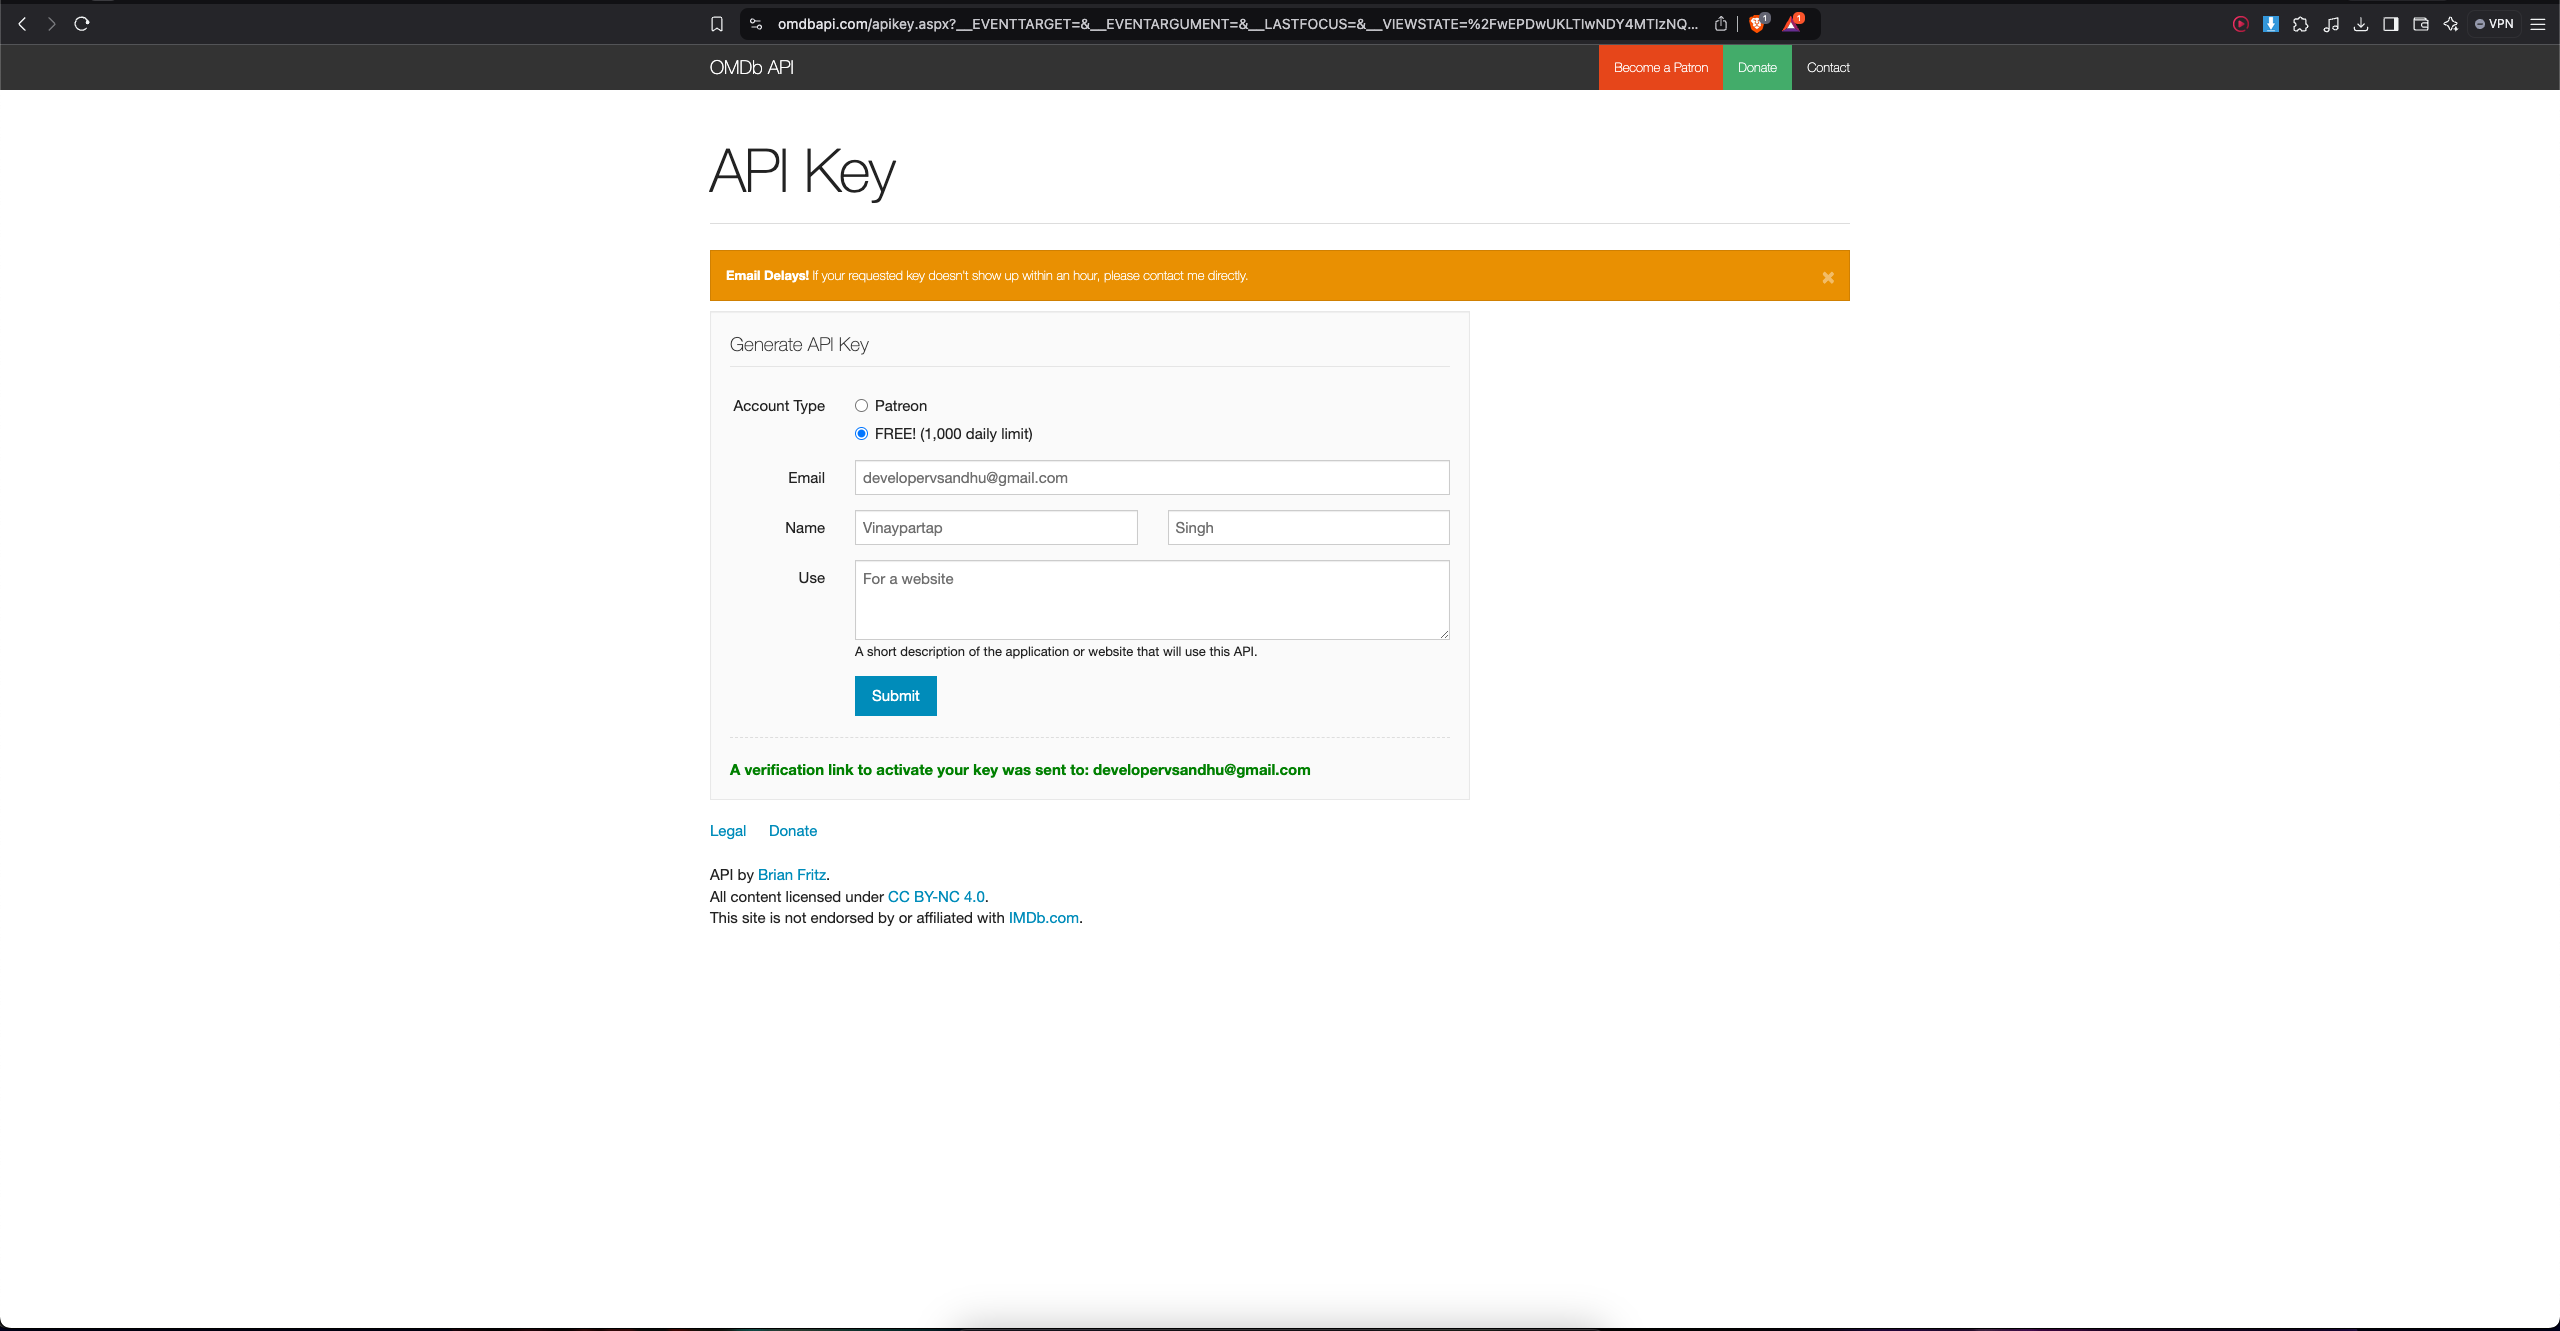 omdbapi.com/apikey.aspx?__EVENTTARGET=&__EVENTARGUMENT=&__LASTFOCUS=&__VIEWSTATE=%2FwEPDwUKLTIwNDY4MTIzNQ...
1
1
VPN
OMDb API
Become a Patron
Donate
Contact
API Key
Email Delays! If your requested key doesn't show up within an hour, please contact me directly.
Generate API Key
Account Type
Patreon
FREE! (1,000 daily limit)
Email
developervsandhu@gmail.com
Name
Vinaypartap
Singh
Use
For a website
A short description of the application or website that will use this API.
Submit
A verification link to activate your key was sent to: developervsandhu@gmail.com
Legal
Donate
API by Brian Fritz.
All content licensed under CC BY-NC 4.0.
This site is not endorsed by or affiliated with IMDb.com.